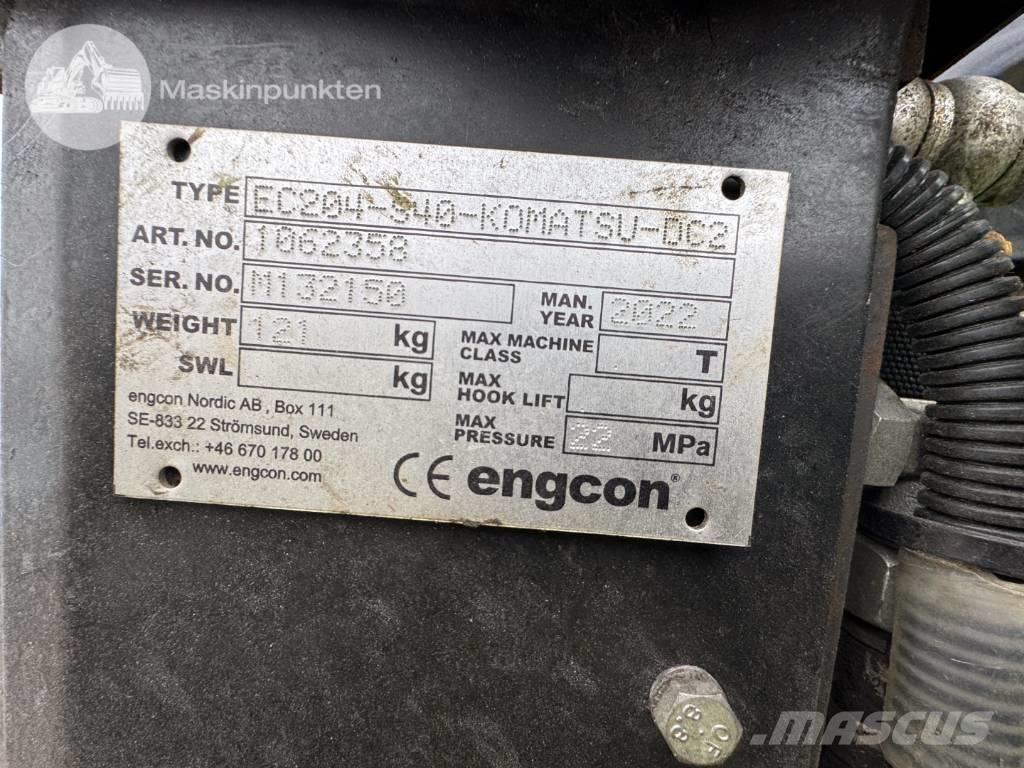 Maskinpunkten
TYPE EC204-S40-KOMATSU-DC2
ART. NO. 1062358
SER. NO. M132150
MAN. YEAR 2022
WEIGHT 121 kg
MAX MACHINE CLASS T
SWL kg
MAX HOOK LIFT kg
MAX PRESSURE 22 MPa
engcon Nordic AB , Box 111
SE-833 22 Strömsund, Sweden
Tel.exch.: +46 670 178 00
www.engcon.com
CE engcon®
8.8
MASCUS